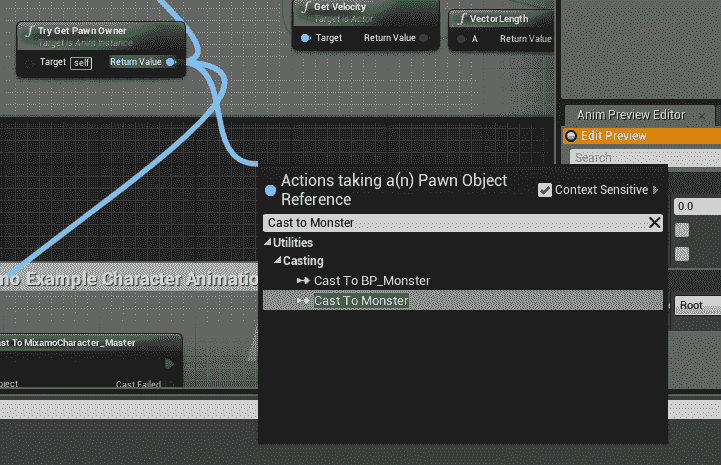 Try Get Pawn Owner
Target is Anim Instance
Target self Return Value
Get Velocity
Target is Actor
Target Return Value
VectorLength
A Return Value
Anim Preview Editor
Edit Preview
Search
0.0
Root
Actions taking a(n) Pawn Object
Reference
Context Sensitive
Cast to Monster
Utilities
Casting
Cast To BP_Monster
Cast To Monster
mo Example Character Animatio
ast To MixamoCharacter_Master
bject Cast Failed